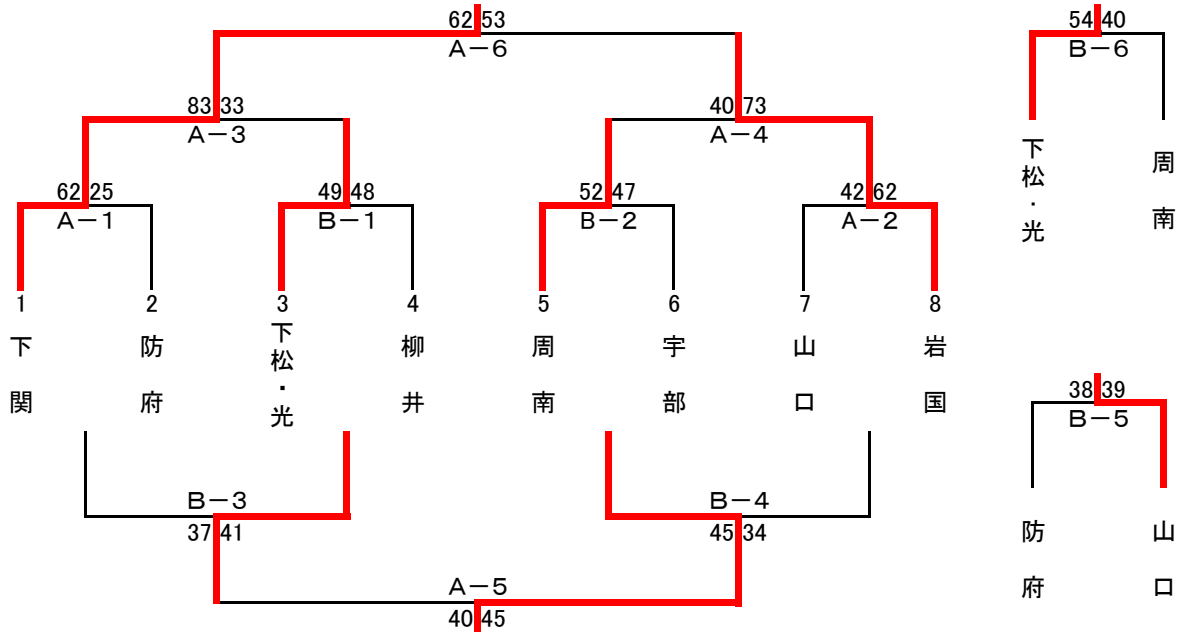 62 53
A－6
54 40
B－6
83 33
A－3
40 73
A－4
下松・光
周南
62 25
A－1
49 48
B－1
52 47
B－2
42 62
A－2
1
2
3
4
5
6
7
8
下関
防府
下松・光
柳井
周南
宇部
山口
岩国
38 39
B－5
B－3
37 41
B－4
45 34
防府
山口
A－5
40 45